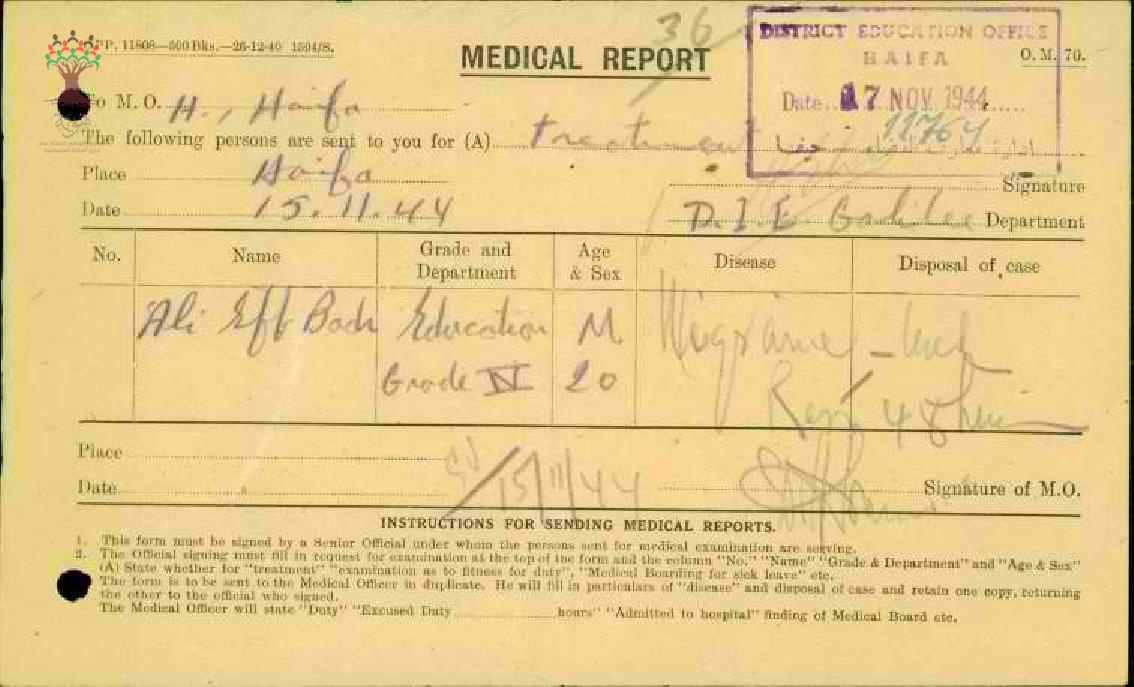 PP. 11808—500 Bks.—26-12-40 1594/S.
36
MEDICAL REPORT
O. M. 70.
DISTRICT EDUCATION OFFICE
HAIFA
Date 17 NOV 1944
11764
To M. O. H., Haifa
The following persons are sent to you for (A) treatment
Place Haifa
Signature
Date 15.11.44
D.I.E. Galilee Department
No. Name Grade and Department Age & Sex Disease Disposal of case
Ali Eff Education M Migraine
Grade IV 20 Rest 48
Place
Date 15/11/44 Signature of M.O.
INSTRUCTIONS FOR SENDING MEDICAL REPORTS.
1. This form must be signed by a Senior Official under whom the persons sent for medical examination are serving.
2. The Official signing must fill in request for examination at the top of the form and the column "No." "Name" "Grade & Department" and "Age & Sex"
(A) State whether for "treatment" "examination as to fitness for duty", "Medical Boarding for sick leave" etc.
The form is to be sent to the Medical Officer in duplicate. He will fill in particulars of "disease" and disposal of case and retain one copy, returning
the other to the official who signed.
The Medical Officer will state "Duty" "Excused Duty hours" "Admitted to hospital" finding of Medical Board etc.